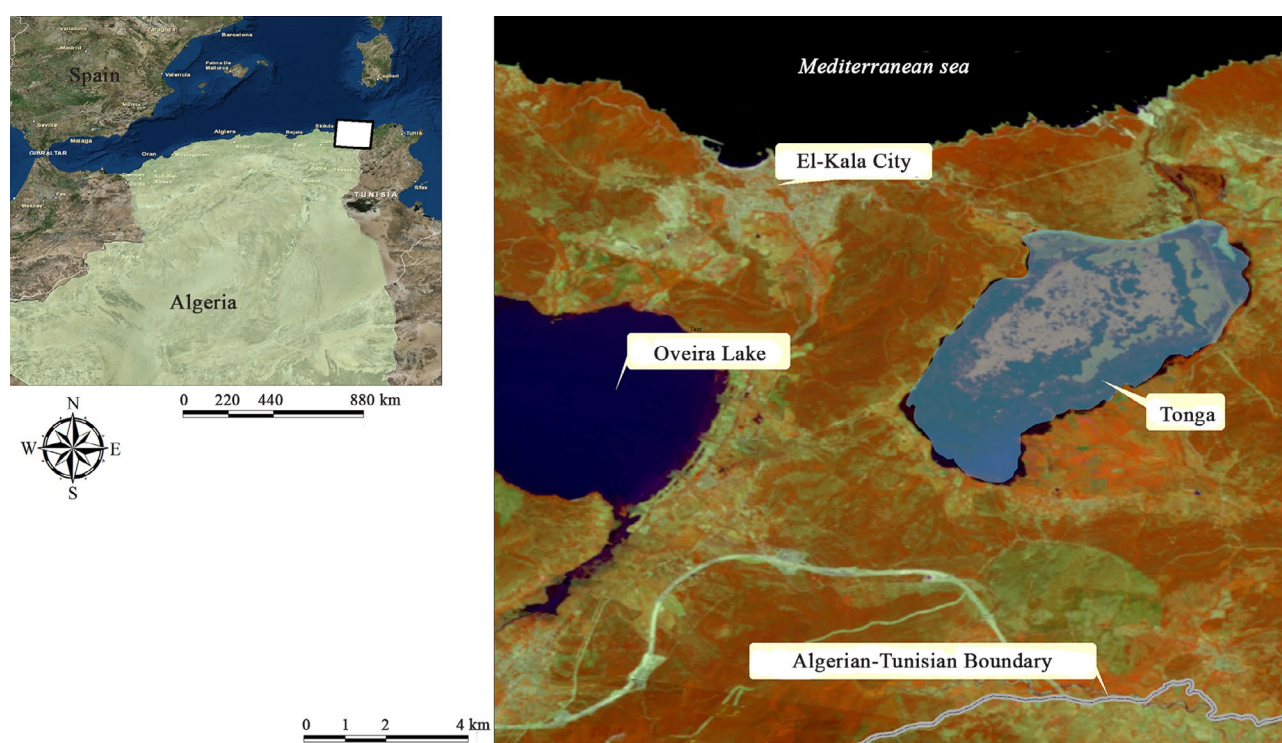 Barcelona
Madrid
Spain
Palma De
Mallorca
Valencia
Cagliari
Seville
Malaga
GIBRALTAR
Algiers
Bejaia
Skikda
Tunis
Oran
Sfax
TUNISIA
Algeria
0 220 440 880 km
N
W E
S
Mediterranean sea
El-Kala City
Oveira Lake
Tonga
Algerian-Tunisian Boundary
0 1 2 4 km